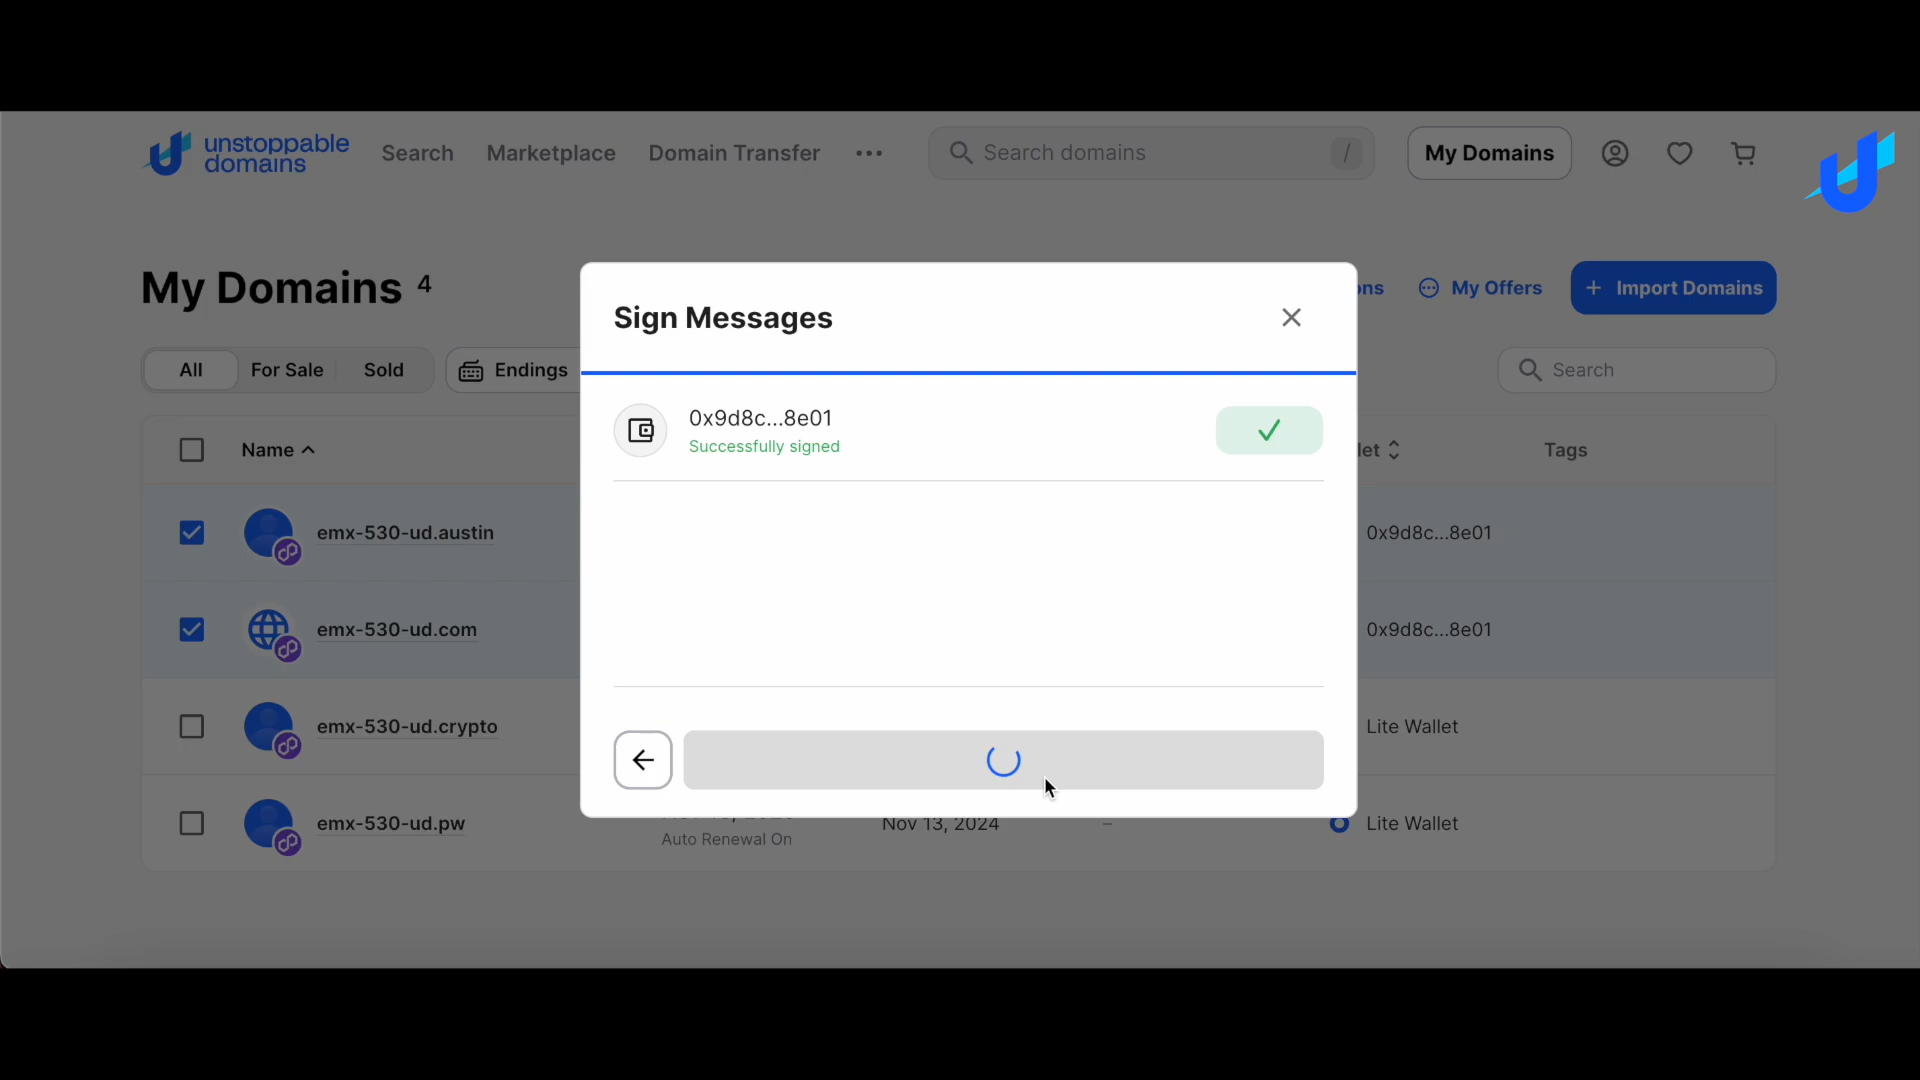 unstoppable
domains
Search
Marketplace
Domain Transfer
Search domains
/
My Domains
My Domains 4
ons
My Offers
+ Import Domains
All
For Sale
Sold
Endings
Search
Sign Messages
0x9d8c...8e01
Successfully signed
Name
let
Tags
emx-530-ud.austin
0x9d8c...8e01
emx-530-ud.com
0x9d8c...8e01
emx-530-ud.crypto
Lite Wallet
emx-530-ud.pw
Auto Renewal On
Nov 13, 2024
–
Lite Wallet